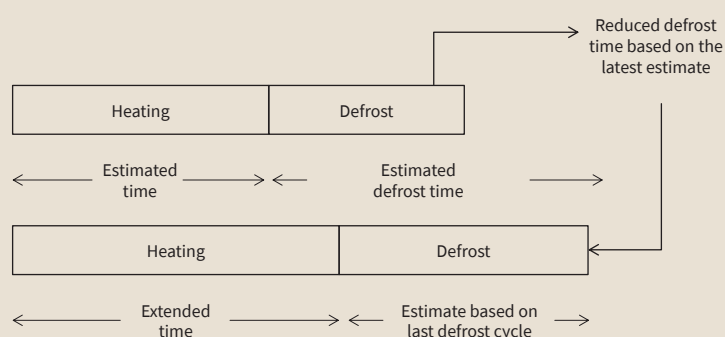 Reduced defrost
time based on the
latest estimate
Heating
Defrost
Estimated
time
Estimated
defrost time
Heating
Defrost
Extended
time
Estimate based on
last defrost cycle